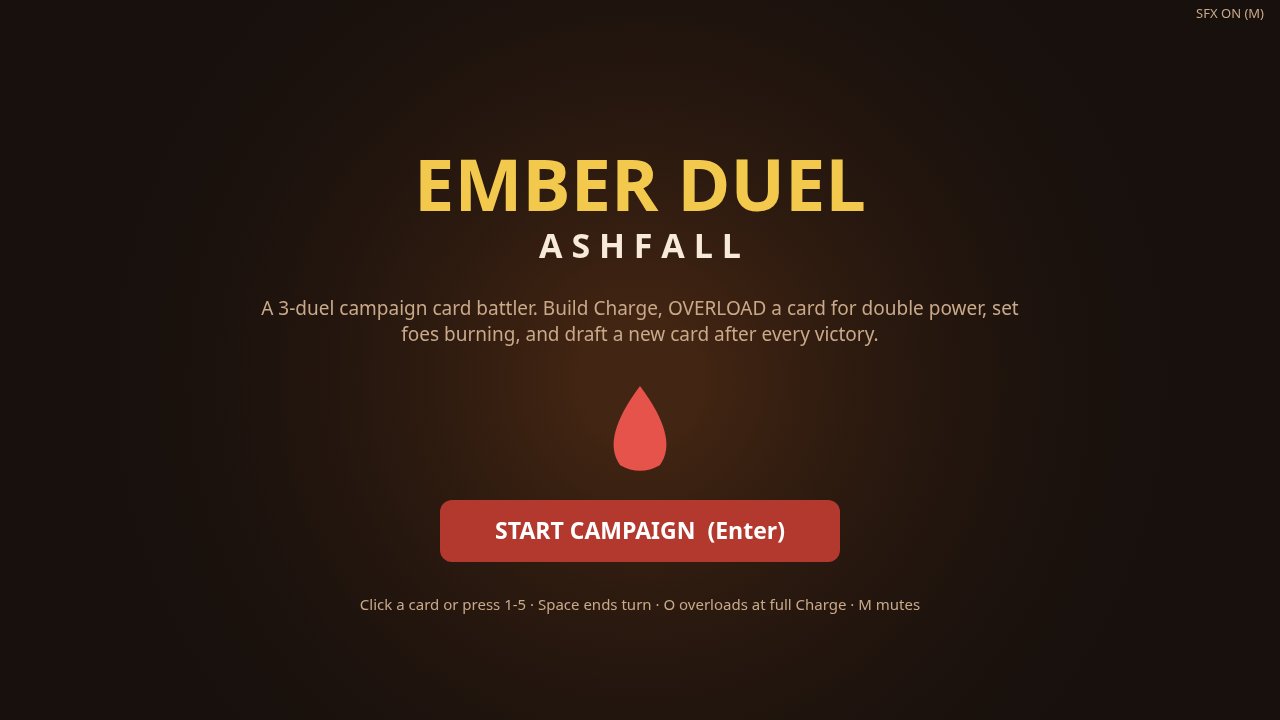 SFX ON (M)
EMBER DUEL
ASHFALL
A 3-duel campaign card battler. Build Charge, OVERLOAD a card for double power, set
foes burning, and draft a new card after every victory.
START CAMPAIGN (Enter)
Click a card or press 1-5 · Space ends turn · O overloads at full Charge · M mutes